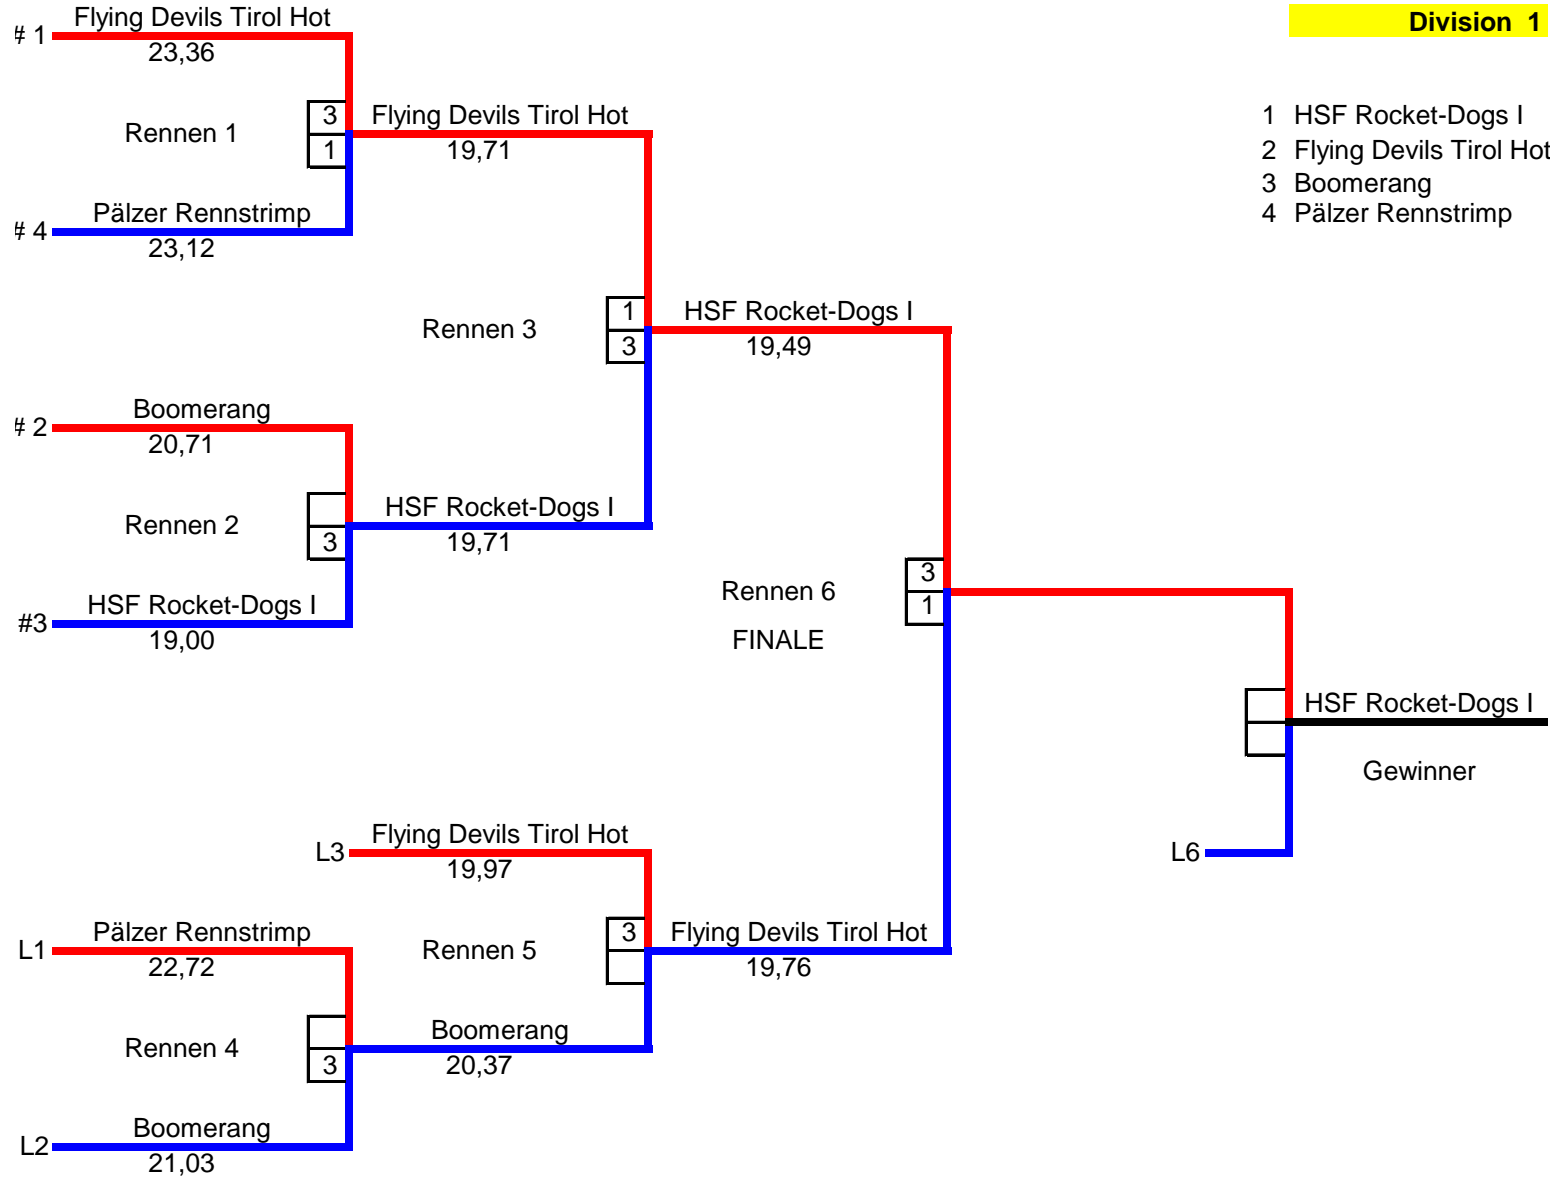 Flying Devils Tirol Hot
# 1
23,36
Division 1
Rennen 1
3
1
Flying Devils Tirol Hot
19,71
1 HSF Rocket-Dogs I
2 Flying Devils Tirol Hot
3 Boomerang
4 Pälzer Rennstrimp
Pälzer Rennstrimp
# 4
23,12
Rennen 3
1
3
HSF Rocket-Dogs I
19,49
Boomerang
# 2
20,71
Rennen 2
3
HSF Rocket-Dogs I
19,71
HSF Rocket-Dogs I
#3
19,00
Rennen 6
FINALE
3
1
HSF Rocket-Dogs I
Gewinner
L6
Flying Devils Tirol Hot
L3
19,97
Pälzer Rennstrimp
L1
22,72
Rennen 5
3
Flying Devils Tirol Hot
19,76
Rennen 4
3
Boomerang
20,37
Boomerang
L2
21,03